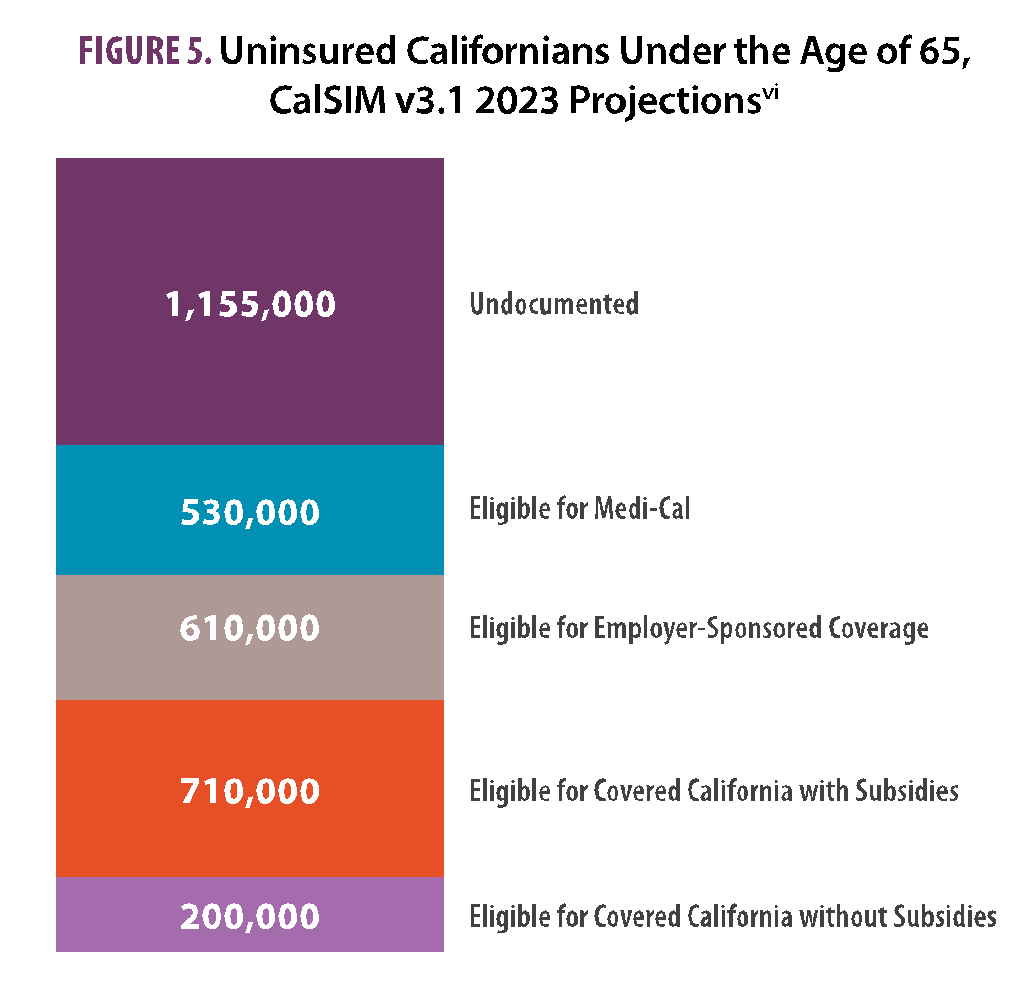 FIGURE 5. Uninsured Californians Under the Age of 65,
CalSIM v3.1 2023 Projectionsvi
1,155,000 Undocumented
530,000 Eligible for Medi-Cal
610,000 Eligible for Employer-Sponsored Coverage
710,000 Eligible for Covered California with Subsidies
200,000 Eligible for Covered California without Subsidies